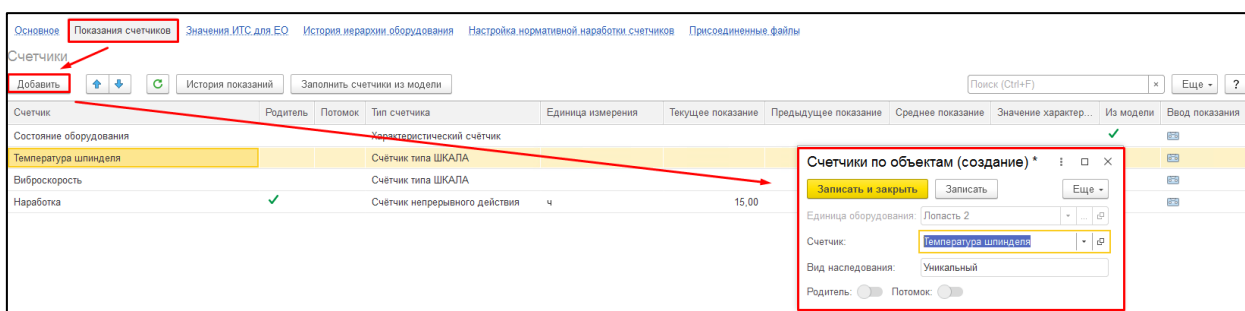 Основное Показания счетчиков Значения ИТС для ЕО История иерархии оборудования Настройка нормативной наработки счетчиков Присоединенные файлы
Счетчики
Добавить История показаний Заполнить счетчики из модели Поиск (Ctrl+F) × Еще ?
Счетчик Родитель Потомок Тип счетчика Единица измерения Текущее показание Предыдущее показание Среднее показание Значение характер... Из модели Ввод показания
Состояние оборудования Характеристический счётчик
Температура шпинделя Счётчик типа ШКАЛА
Виброскорость Счётчик типа ШКАЛА
Наработка Счётчик непрерывного действия ч 15,00
Счетчики по объектам (создание) *
Записать и закрыть Записать Еще
Единица оборудования: Лопасть 2
Счетчик: Температура шпинделя
Вид наследования: Уникальный
Родитель: Потомок: